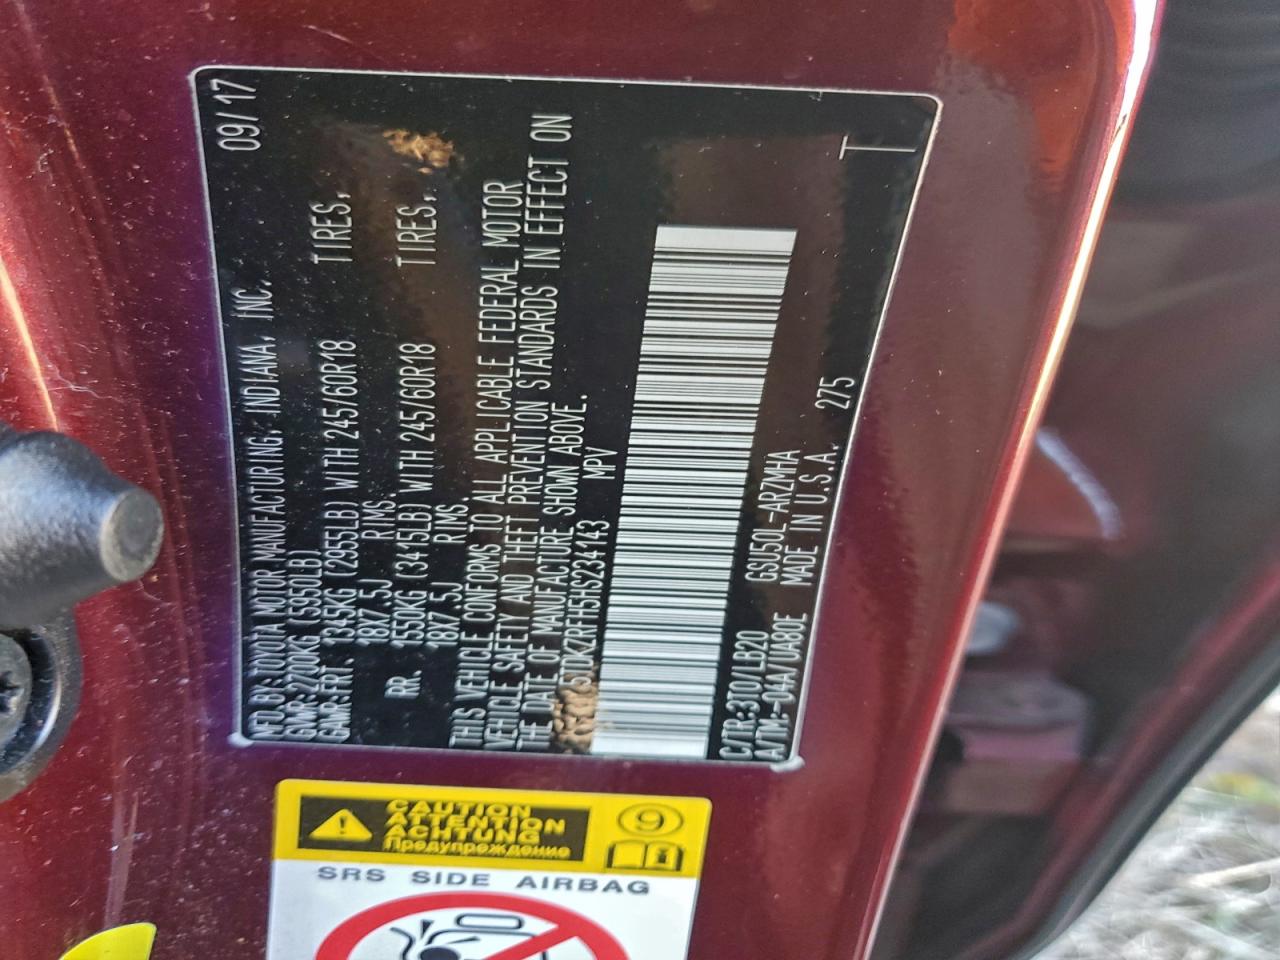 MFD.BY:TOYOTA MOTOR MANUFACTURING, INDIANA, INC. 09/17
GVWR:2700KG (5950LB)
GAWR:FRT. 1345KG (2955LB) WITH 245/60R18 TIRES,
18X7.5J RIMS.
RR. 1550KG (3415LB) WITH 245/60R18 TIRES,
18X7.5J RIMS.
THIS VEHICLE CONFORMS TO ALL APPLICABLE FEDERAL MOTOR
VEHICLE SAFETY AND THEFT PREVENTION STANDARDS IN EFFECT ON
THE DATE OF MANUFACTURE SHOWN ABOVE.
5TDKZRFH5HS234143 MPV
C/TR:3T0/LB20 GSU50L-ARZMHA T
A/TM:-04A/UA80E MADE IN U.S.A. 275
CAUTION
ATTENTION
ACHTUNG
Предупреждение
9
SRS SIDE AIRBAG